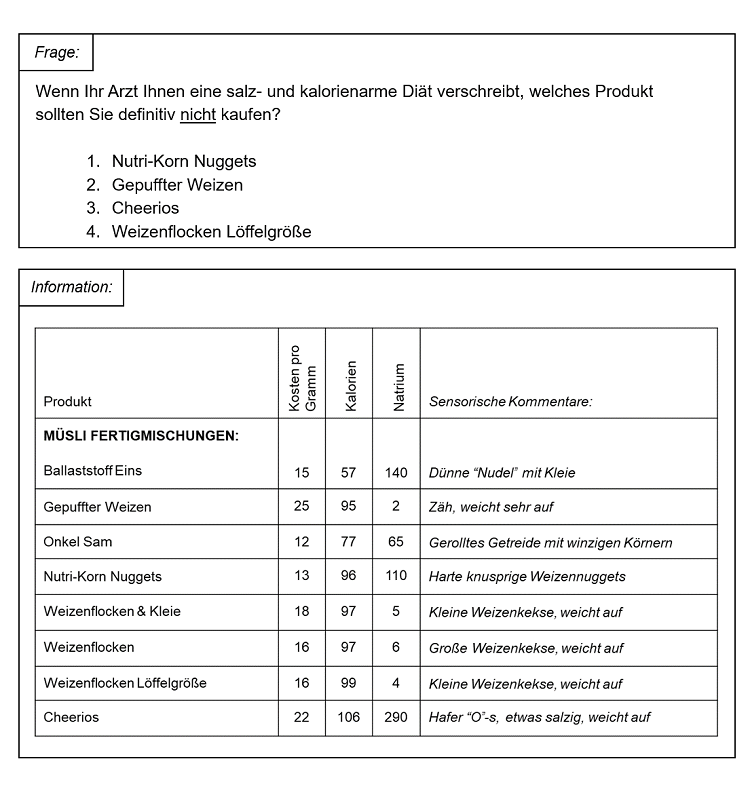 Frage:
Wenn Ihr Arzt Ihnen eine salz- und kalorienarme Diät verschreibt, welches Produkt
sollten Sie definitiv nicht kaufen?
1. Nutri-Korn Nuggets
2. Gepuffter Weizen
3. Cheerios
4. Weizenflocken Löffelgröße
Information:
Produkt Kosten pro Gramm Kalorien Natrium Sensorische Kommentare:
MÜSLI FERTIGMISCHUNGEN:
Ballaststoff Eins 15 57 140 Dünne “Nudel” mit Kleie
Gepuffter Weizen 25 95 2 Zäh, weicht sehr auf
Onkel Sam 12 77 65 Gerolltes Getreide mit winzigen Körnern
Nutri-Korn Nuggets 13 96 110 Harte knusprige Weizennuggets
Weizenflocken & Kleie 18 97 5 Kleine Weizenkekse, weicht auf
Weizenflocken 16 97 6 Große Weizenkekse, weicht auf
Weizenflocken Löffelgröße 16 99 4 Kleine Weizenkekse, weicht auf
Cheerios 22 106 290 Hafer “O”-s, etwas salzig, weicht auf